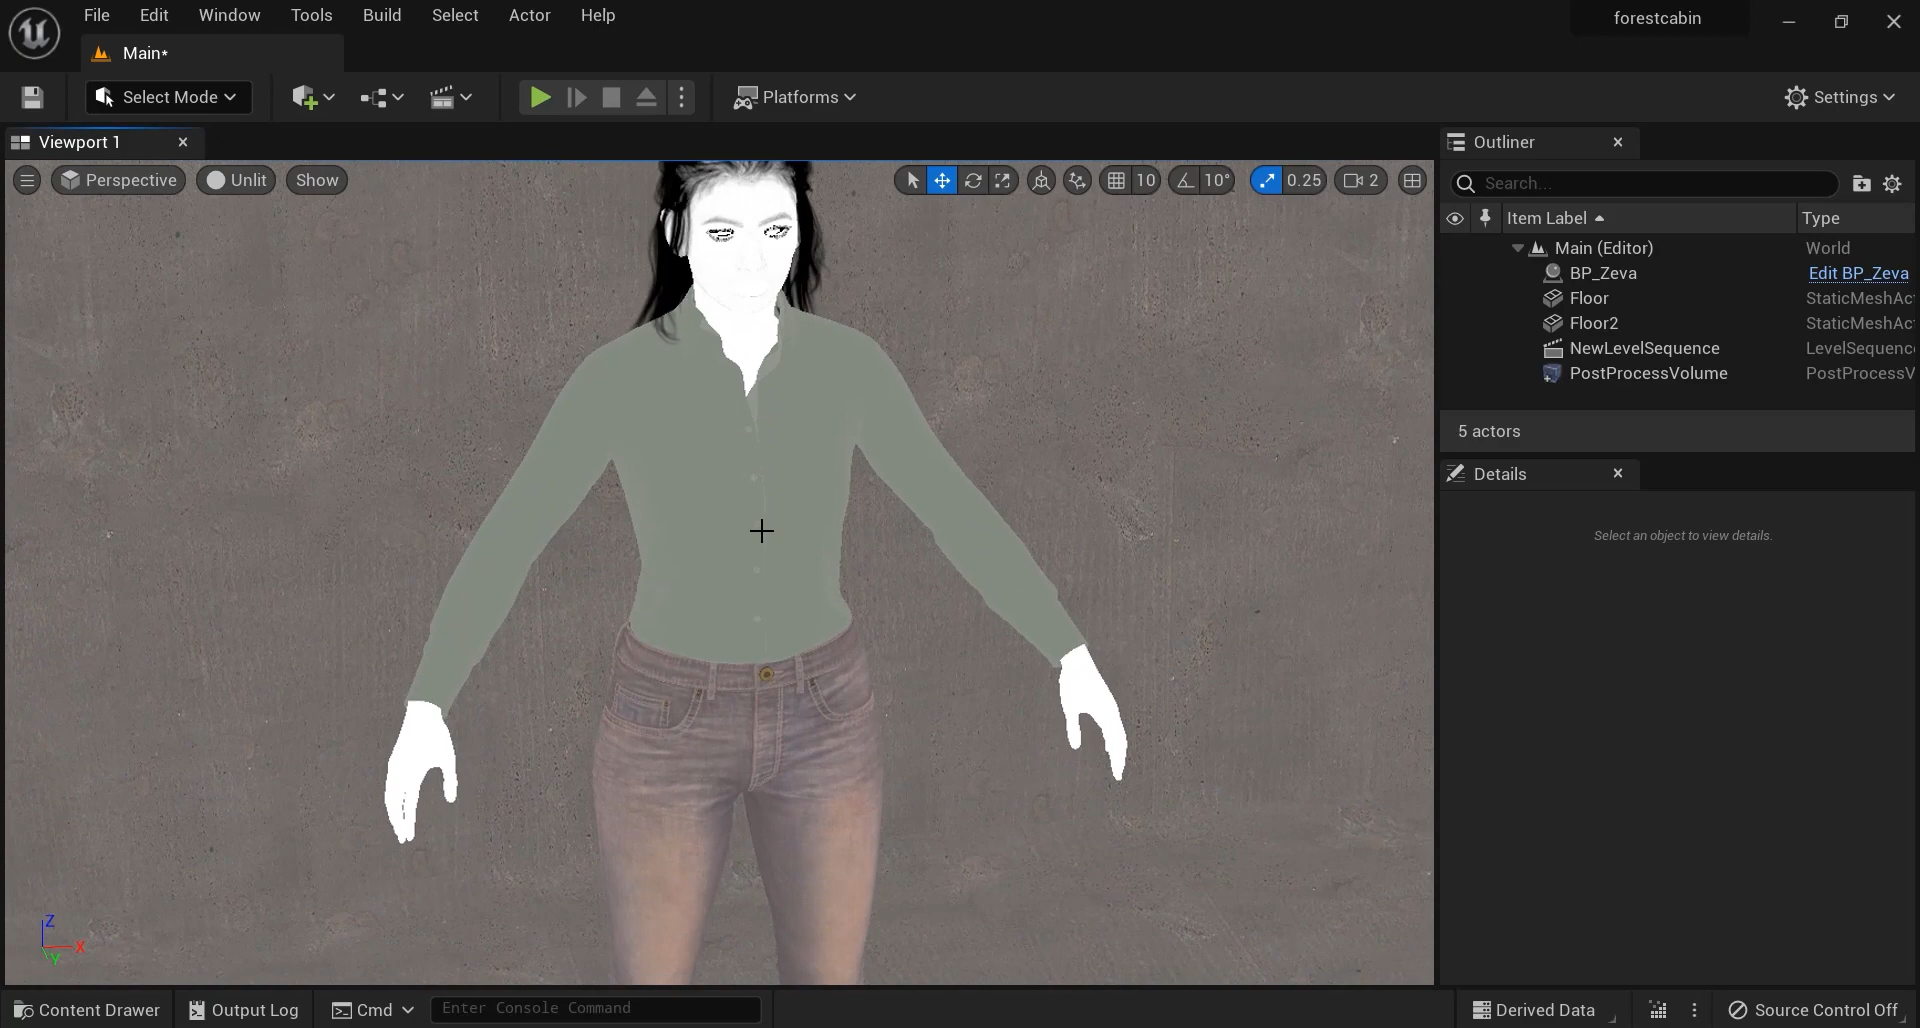 File Edit Window Tools Build Select Actor Help
forestcabin
Main*
Select Mode
Platforms
Settings
Viewport 1
Outliner
Perspective Unlit Show
10 10° 0.25 2
Search...
Item Label Type
Main (Editor) World
BP_Zeva Edit BP_Zeva
Floor StaticMeshAc
Floor2 StaticMeshAc
NewLevelSequence LevelSequenc
PostProcessVolume PostProcessV
5 actors
Details
Select an object to view details.
Z
X
Y
Content Drawer Output Log Cmd Enter Console Command Derived Data Source Control Off